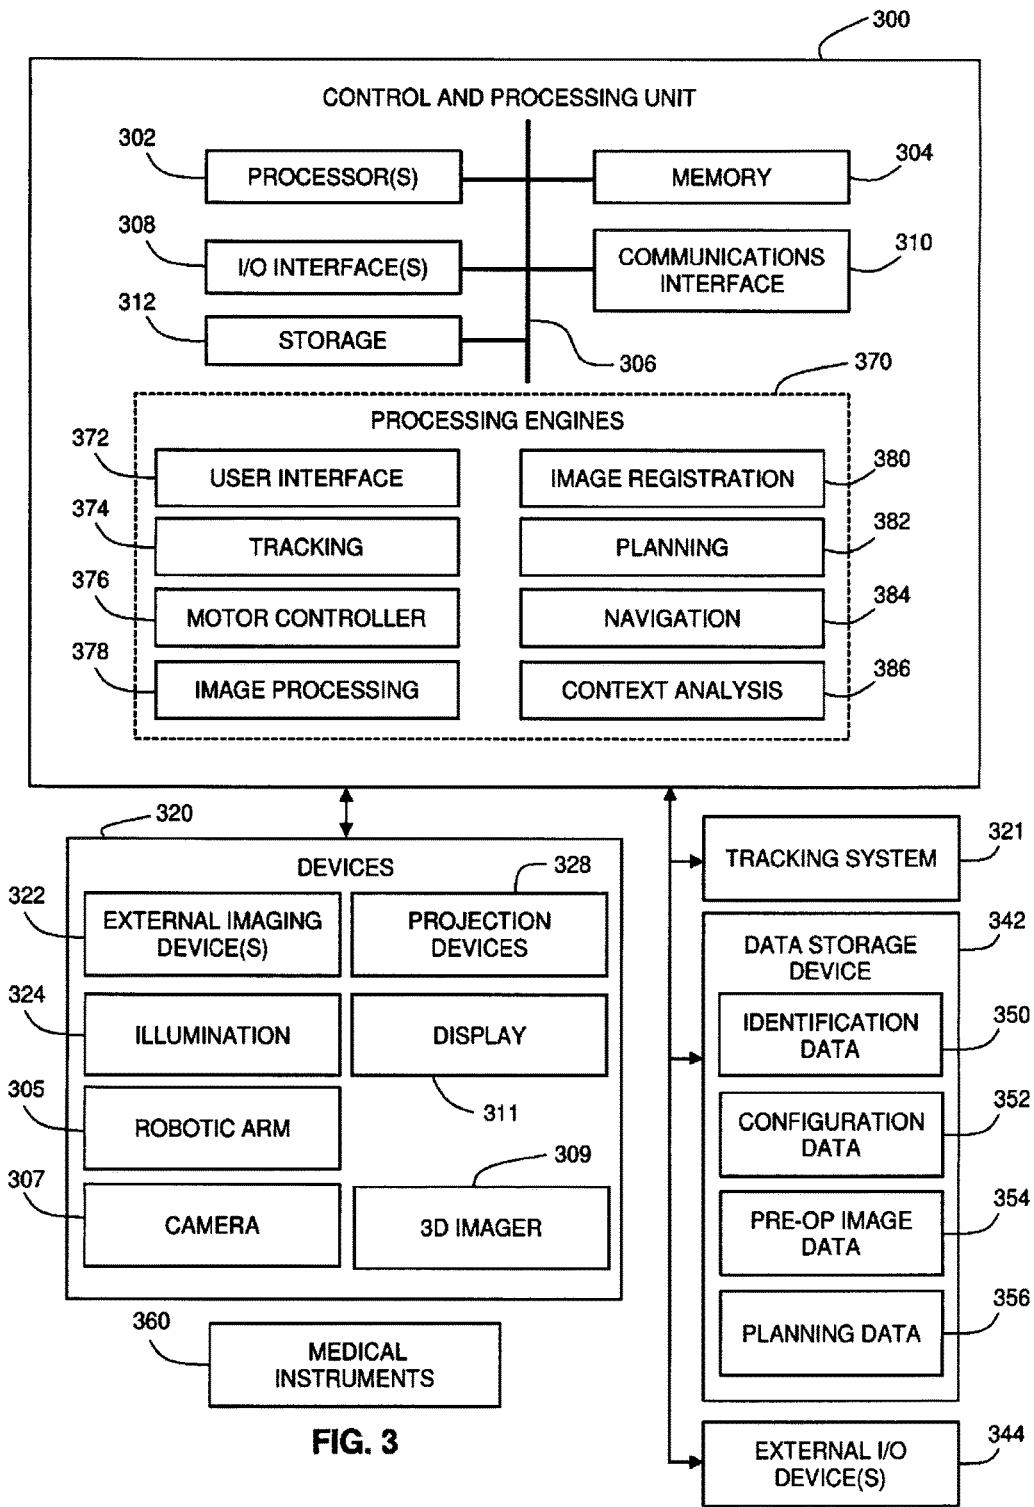 300
CONTROL AND PROCESSING UNIT
302
PROCESSOR(S)
MEMORY
304
308
I/O INTERFACE(S)
COMMUNICATIONS
INTERFACE
310
312
STORAGE
306
370
PROCESSING ENGINES
372
USER INTERFACE
IMAGE REGISTRATION
380
374
TRACKING
PLANNING
382
376
MOTOR CONTROLLER
NAVIGATION
384
378
IMAGE PROCESSING
CONTEXT ANALYSIS
386
320
DEVICES
322
EXTERNAL IMAGING
DEVICE(S)
328
PROJECTION
DEVICES
324
ILLUMINATION
DISPLAY
311
305
ROBOTIC ARM
307
CAMERA
309
3D IMAGER
360
MEDICAL
INSTRUMENTS
321
TRACKING SYSTEM
342
DATA STORAGE
DEVICE
350
IDENTIFICATION
DATA
352
CONFIGURATION
DATA
354
PRE-OP IMAGE
DATA
356
PLANNING DATA
344
EXTERNAL I/O
DEVICE(S)
FIG. 3